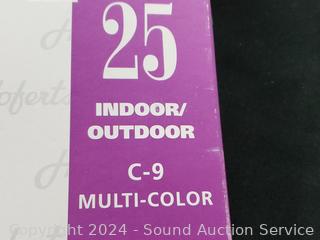 25
INDOOR/
OUTDOOR
C-9
MULTI-COLOR
Copyright 2024 - Sound Auction Service